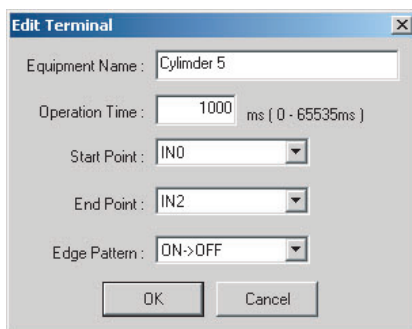 Edit Terminal
Equipment Name : Cylimder 5
Operation Time : 1000 ms ( 0 - 65535ms )
Start Point : IN0
End Point : IN2
Edge Pattern : ON->OFF
OK Cancel